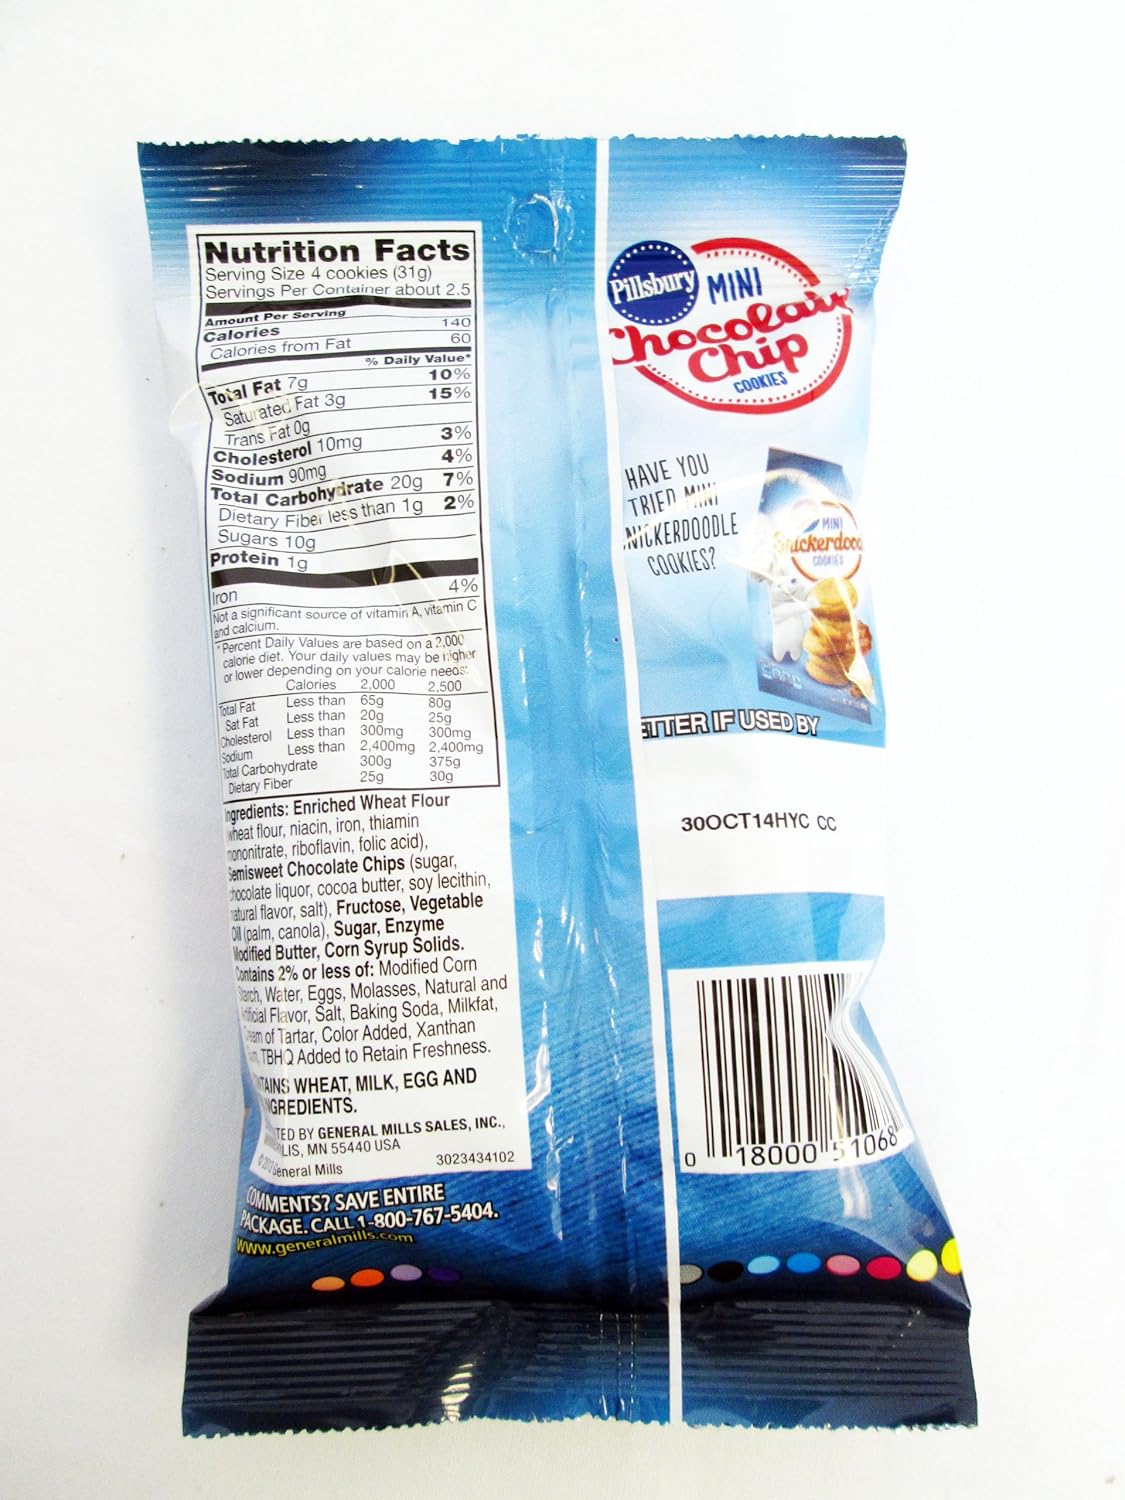 Nutrition Facts
Serving Size 4 cookies (31g)
Servings Per Container about 2.5
Amount Per Serving
Calories 140
Calories from Fat 60
% Daily Value*
Total Fat 7g 10%
Saturated Fat 3g 15%
Trans Fat 0g
Cholesterol 10mg 3%
Sodium 90mg 4%
Total Carbohydrate 20g 7%
Dietary Fiber less than 1g 2%
Sugars 10g
Protein 1g
Iron 4%
Not a significant source of vitamin A, vitamin C
and calcium.
*Percent Daily Values are based on a 2,000
calorie diet. Your daily values may be higher
or lower depending on your calorie needs:
Calories 2,000 2,500
Total Fat Less than 65g 80g
Sat Fat Less than 20g 25g
Cholesterol Less than 300mg 300mg
Sodium Less than 2,400mg 2,400mg
Total Carbohydrate 300g 375g
Dietary Fiber 25g 30g
Ingredients: Enriched Wheat Flour
(wheat flour, niacin, iron, thiamin
mononitrate, riboflavin, folic acid),
Semisweet Chocolate Chips (sugar,
chocolate liquor, cocoa butter, soy lecithin,
natural flavor, salt), Fructose, Vegetable
Oil (palm, canola), Sugar, Enzyme
Modified Butter, Corn Syrup Solids.
Contains 2% or less of: Modified Corn
Starch, Water, Eggs, Molasses, Natural and
Artificial Flavor, Salt, Baking Soda, Milkfat,
Cream of Tartar, Color Added, Xanthan
TBHQ Added to Retain Freshness.
WHEAT, MILK, EGG AND
INGREDIENTS.
BY GENERAL MILLS SALES, INC.,
MN 55440 USA
General Mills 3023434102
COMMENTS? SAVE ENTIRE
PACKAGE. CALL 1-800-767-5404.
www.generalmills.com
Pillsbury
MINI
Chocolate
Chip
COOKIES
HAVE YOU
TRIED MINI
SNICKERDOODLE
COOKIES?
MINI
COOKIES
BETTER IF USED BY
30OCT14HYC CC
0 18000 51068